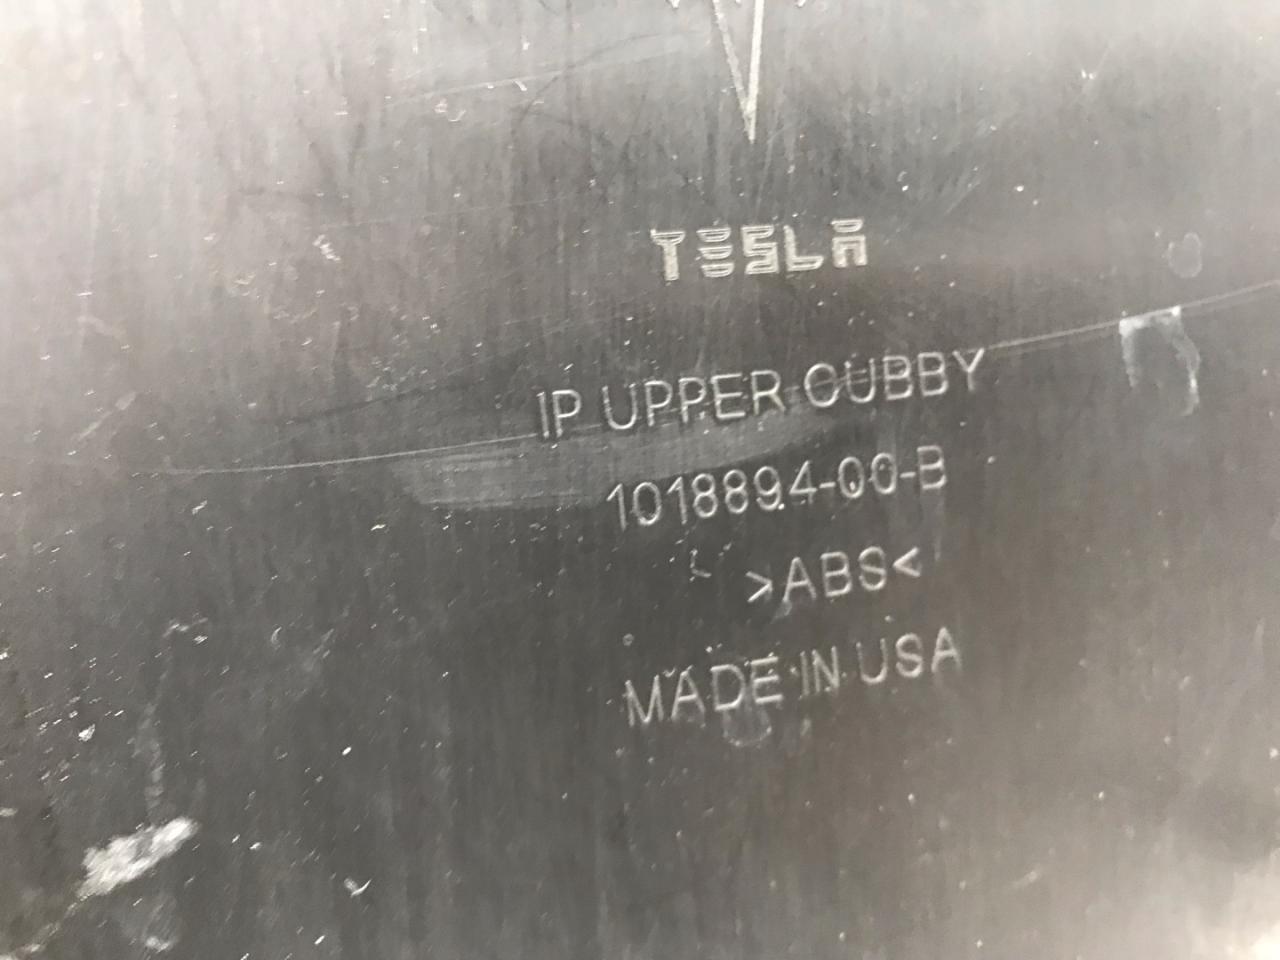 TESLA
IP UPPER CUBBY
1018894-00-B
>ABS<
MADE IN USA